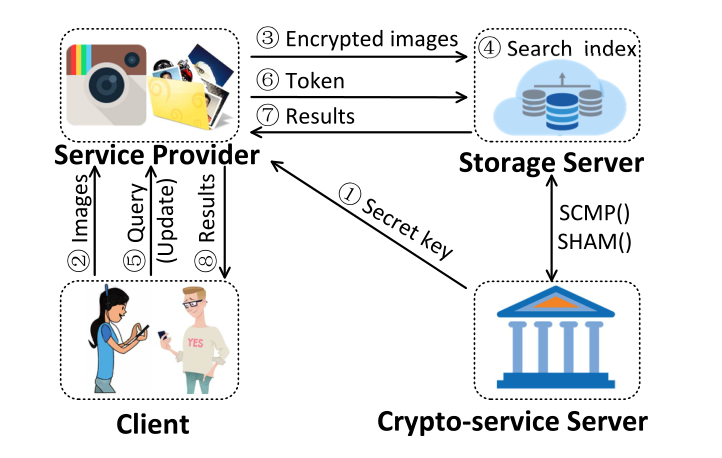 ③ Encrypted images
④ Search index
⑥ Token
⑦ Results
Service Provider
Storage Server
② Images
⑤ Query
(Update)
⑧ Results
① Secret key
SCMP()
SHAM()
YES
Client
Crypto-service Server